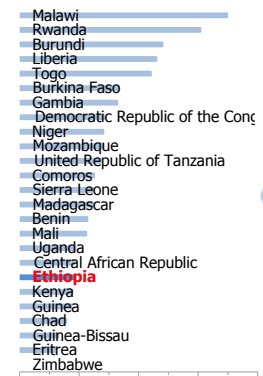 Malawi
Rwanda
Burundi
Liberia
Togo
Burkina Faso
Gambia
Democratic Republic of the Cong
Niger
Mozambique
United Republic of Tanzania
Comoros
Sierra Leone
Madagascar
Benin
Mali
Uganda
Central African Republic
Ethiopia
Kenya
Guinea
Chad
Guinea-Bissau
Eritrea
Zimbabwe